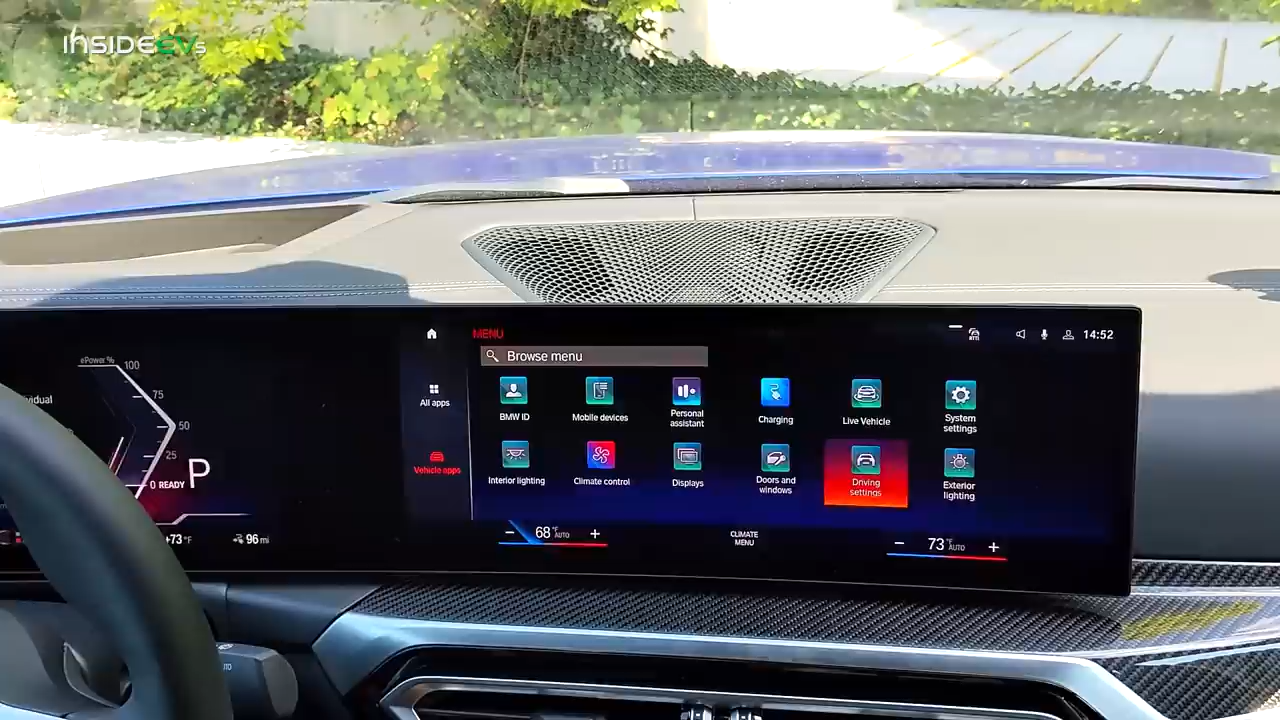 INSIDEEVs
ePower %
100
75
50
25
0 READY
P
+73°F
96 mi
MENU
14:52
Browse menu
All apps
Vehicle apps
BMW ID
Mobile devices
Personal
assistant
Charging
Live Vehicle
System
settings
Interior lighting
Climate control
Displays
Doors and
windows
Driving
settings
Exterior
lighting
68 °F
AUTO
CLIMATE
MENU
73 °F
AUTO